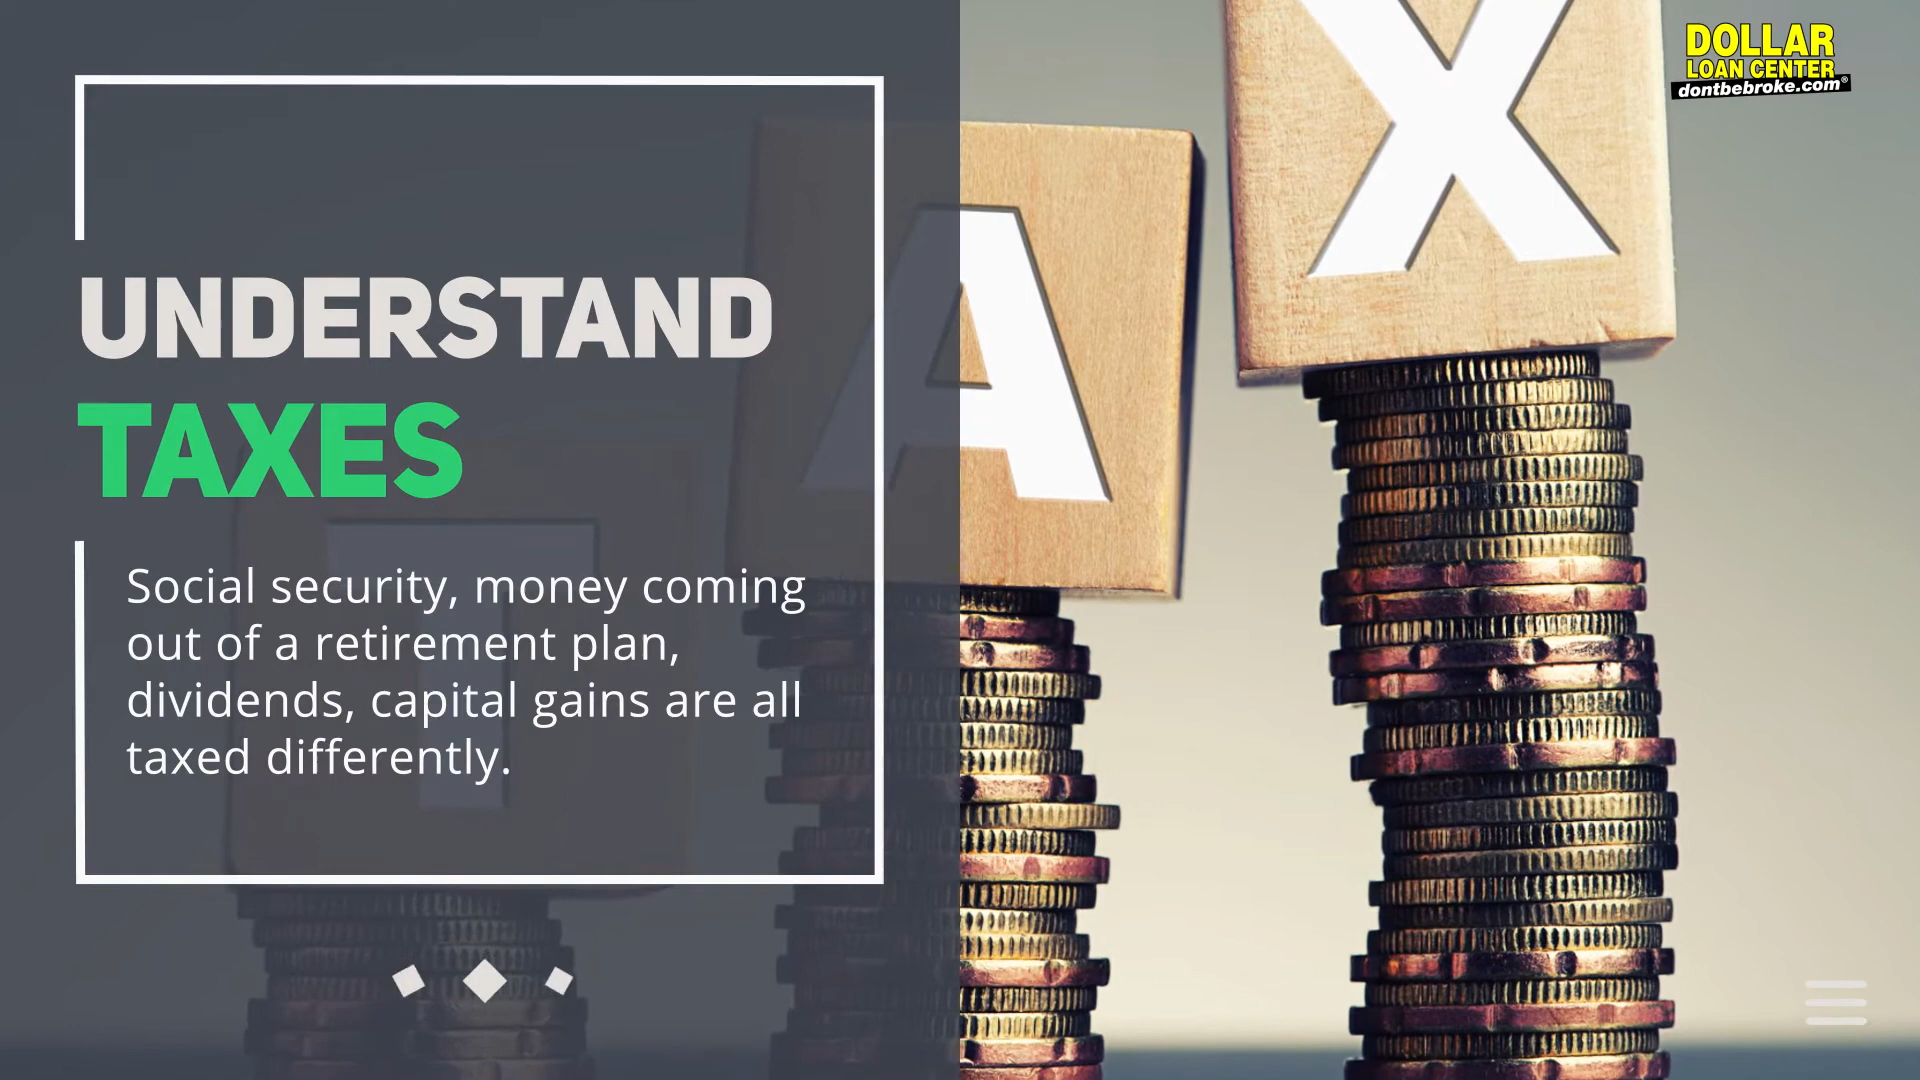 DOLLAR
LOAN CENTER
dontbebroke.com®
UNDERSTAND
TAXES
Social security, money coming
out of a retirement plan,
dividends, capital gains are all
taxed differently.
T
A
X